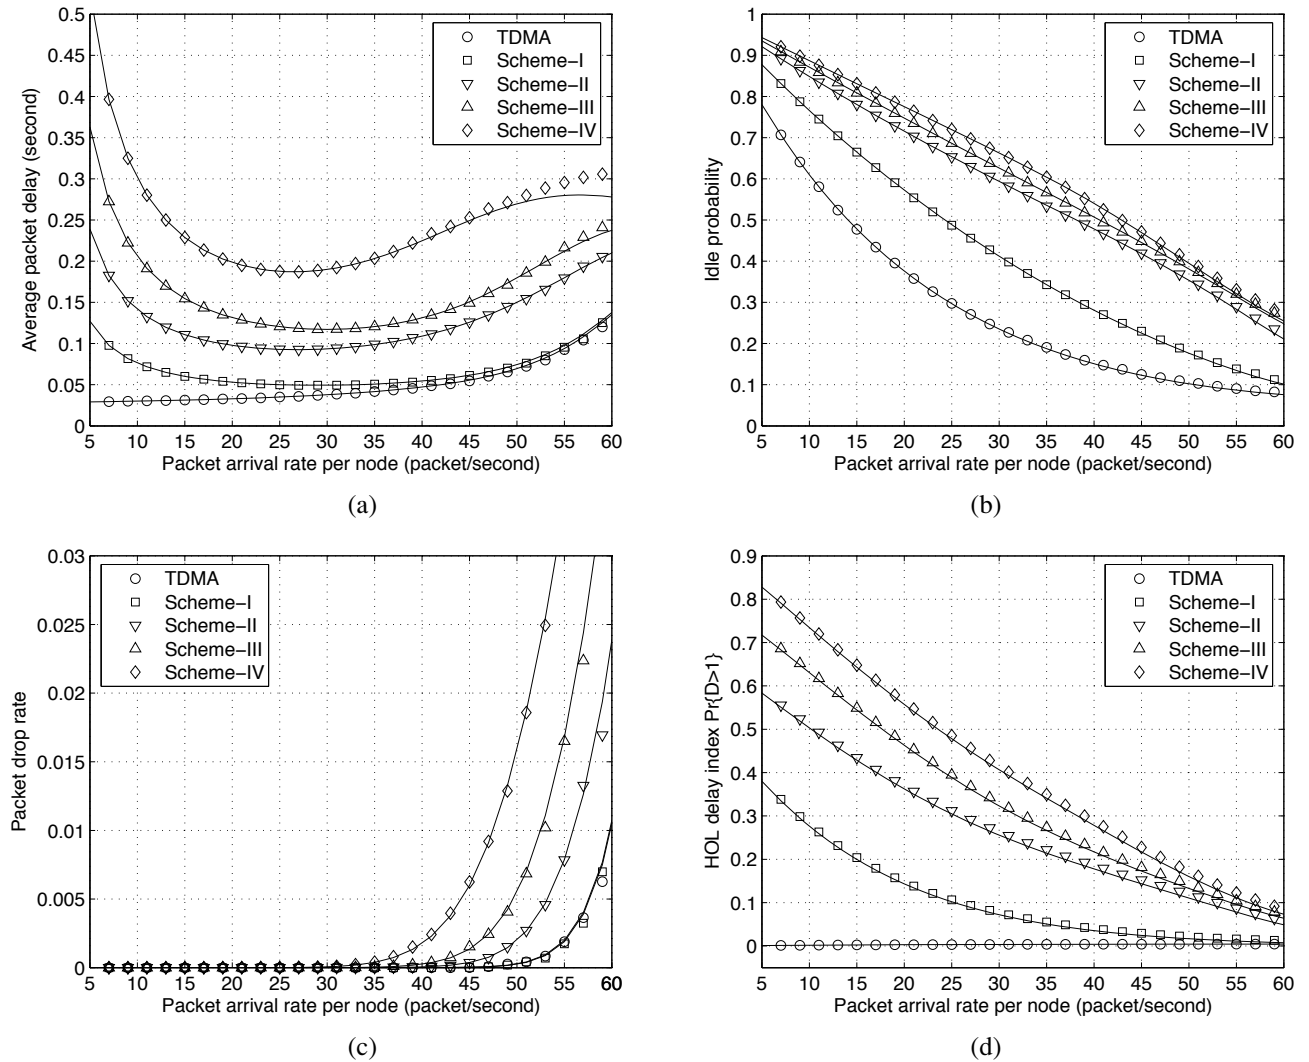 0.5
0.45
0.4
0.35
0.3
0.25
0.2
0.15
0.1
0.05
0
Average packet delay (second)
TDMA
Scheme-I
Scheme-II
Scheme-III
Scheme-IV
5 10 15 20 25 30 35 40 45 50 55 60
Packet arrival rate per node (packet/second)
(a)
1
0.9
0.8
0.7
0.6
0.5
0.4
0.3
0.2
0.1
0
Idle probability
TDMA
Scheme-I
Scheme-II
Scheme-III
Scheme-IV
5 10 15 20 25 30 35 40 45 50 55 60
Packet arrival rate per node (packet/second)
(b)
0.03
0.025
0.02
0.015
0.01
0.005
0
Packet drop rate
TDMA
Scheme-I
Scheme-II
Scheme-III
Scheme-IV
5 10 15 20 25 30 35 40 45 50 55 60
Packet arrival rate per node (packet/second)
(c)
0.9
0.8
0.7
0.6
0.5
0.4
0.3
0.2
0.1
0
HOL delay index Pr{D>1}
TDMA
Scheme-I
Scheme-II
Scheme-III
Scheme-IV
5 10 15 20 25 30 35 40 45 50 55 60
Packet arrival rate per node (packet/second)
(d)